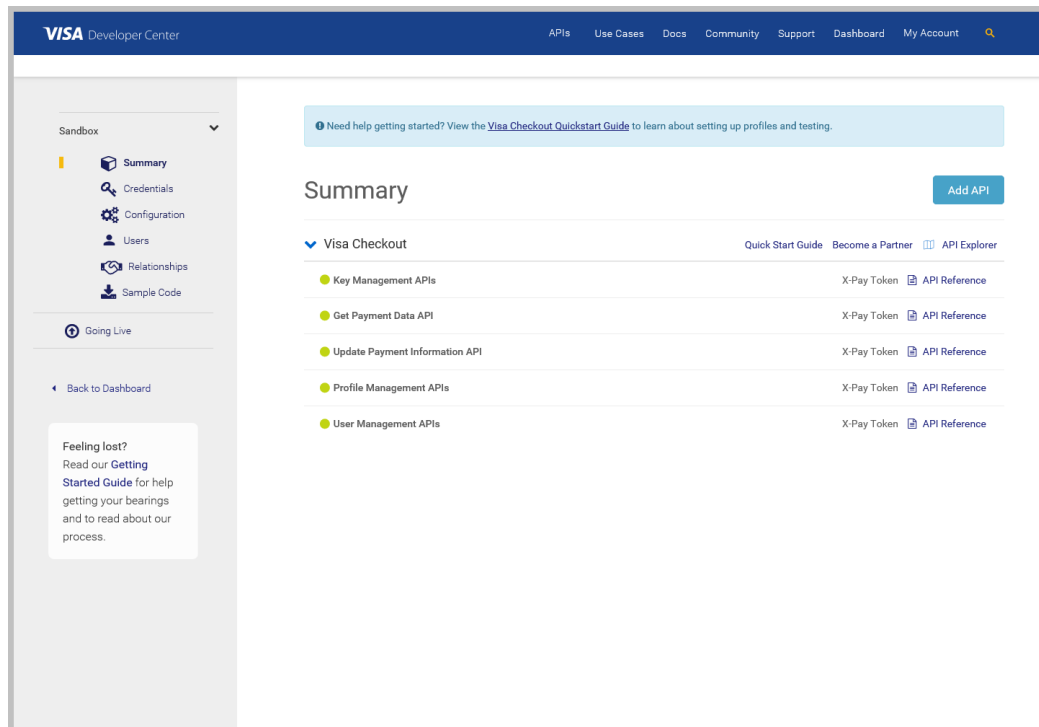 VISA Developer Center
APIs Use Cases Docs Community Support Dashboard My Account
Sandbox
Summary
Credentials
Configuration
Users
Relationships
Sample Code
Going Live
Back to Dashboard
Feeling lost?
Read our Getting
Started Guide for help
getting your bearings
and to read about our
process.
Need help getting started? View the Visa Checkout Quickstart Guide to learn about setting up profiles and testing.
Summary
Add API
Visa Checkout Quick Start Guide Become a Partner API Explorer
Key Management APIs X-Pay Token API Reference
Get Payment Data API X-Pay Token API Reference
Update Payment Information API X-Pay Token API Reference
Profile Management APIs X-Pay Token API Reference
User Management APIs X-Pay Token API Reference